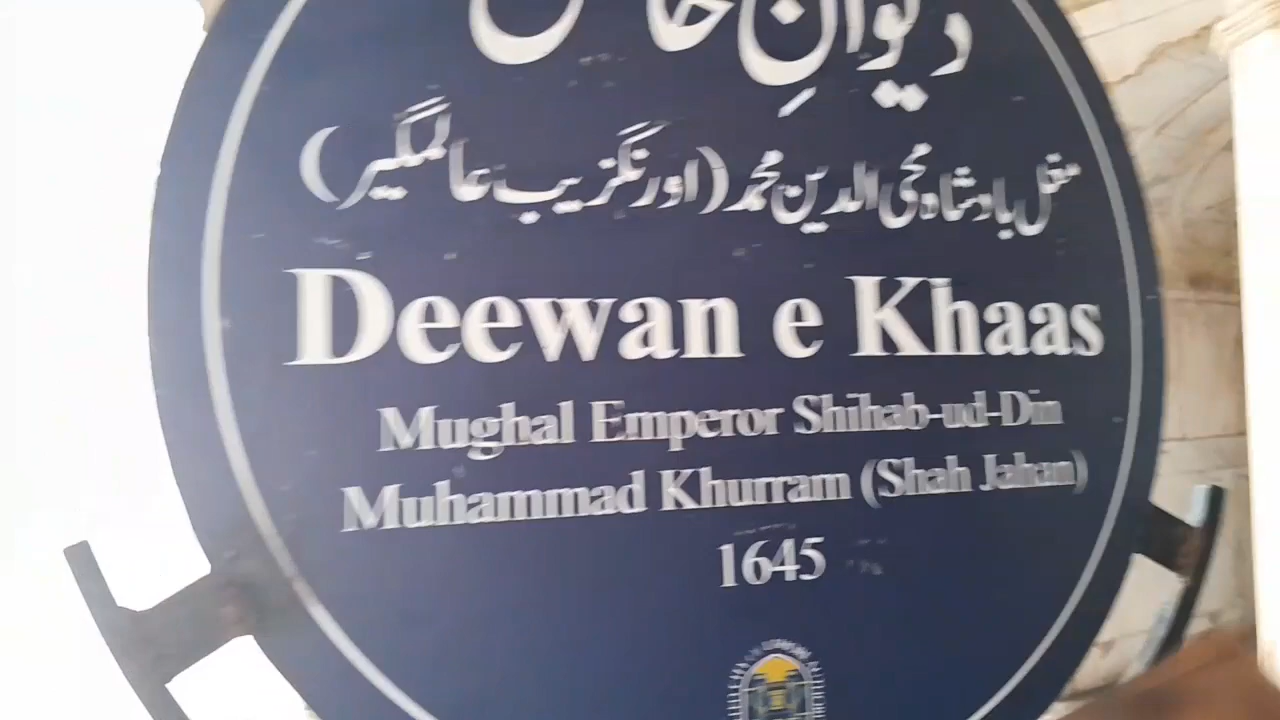 دیوانِ خاص
مغل بادشاہ محی الدین محمد (اورنگزیب عالمگیر)
Deewan e Khaas
Mughal Emperor Shihab-ud-Din
Muhammad Khurram (Shah Jahan)
1645